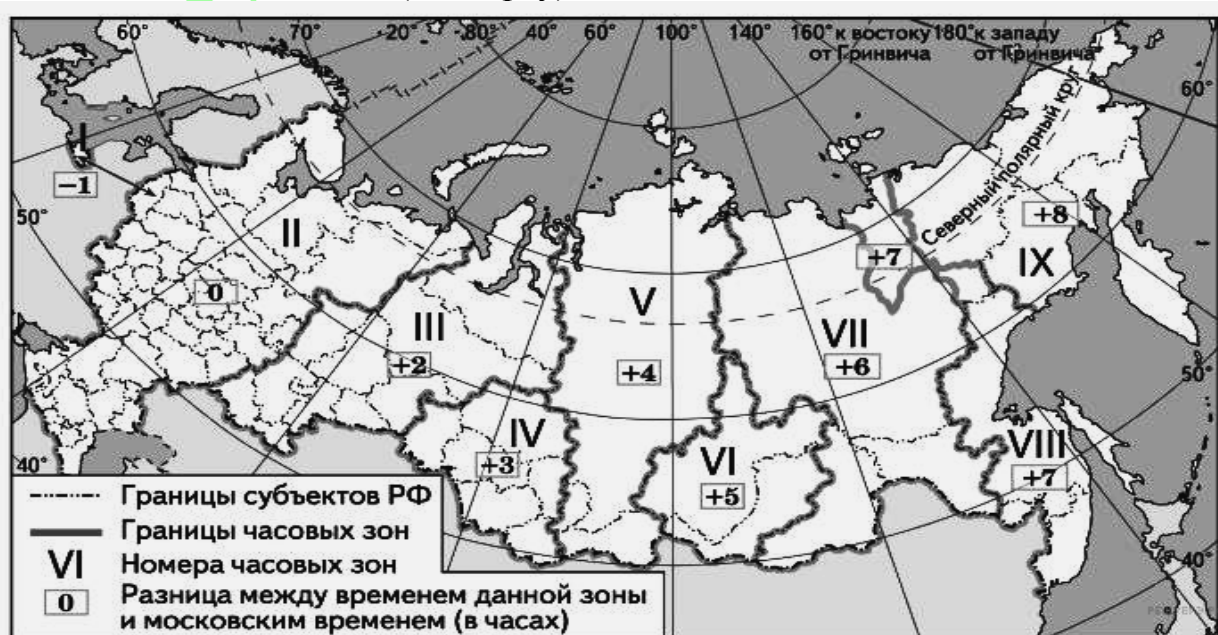 60°
70°
20°
80°
40°
60°
100°
140°
160° к востоку
от Гринвича
180° к западу
от Гринвича
60°
Северный полярный круг
I
-1
50°
II
0
III
+2
IV
+3
V
+4
VI
+5
VII
+6
+7
VIII
+7
IX
+8
50°
40°
40°
Границы субъектов РФ
Границы часовых зон
VI Номера часовых зон
0 Разница между временем данной зоны
и московским временем (в часах)